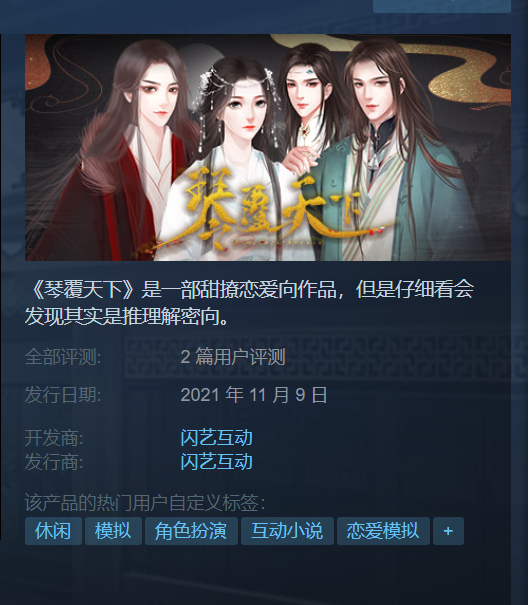 琴覆天下
《琴覆天下》是一部甜撩恋爱向作品，但是仔细看会
发现其实是推理解密向。
全部评测: 2 篇用户评测
发行日期: 2021 年 11 月 9 日
开发商: 闪艺互动
发行商: 闪艺互动
该产品的热门用户自定义标签:
休闲 模拟 角色扮演 互动小说 恋爱模拟 +